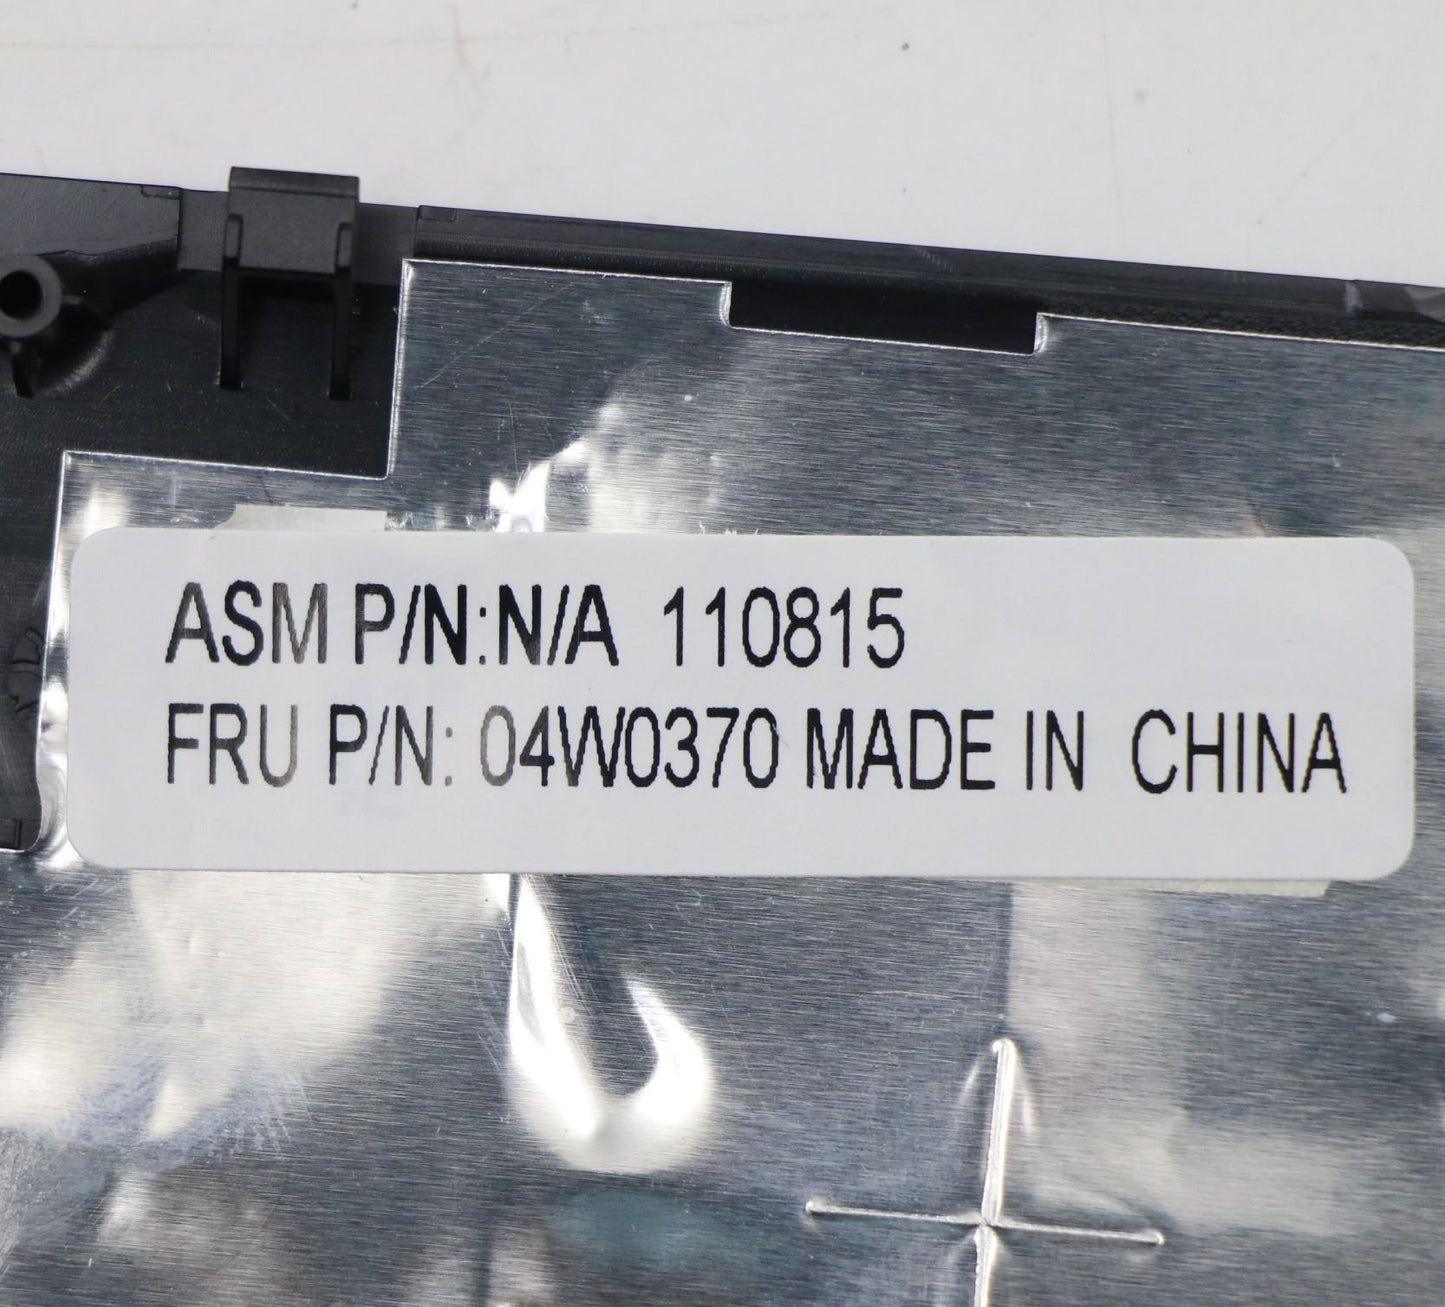 ASM P/N:N/A 110815
FRU P/N: 04W0370 MADE IN CHINA